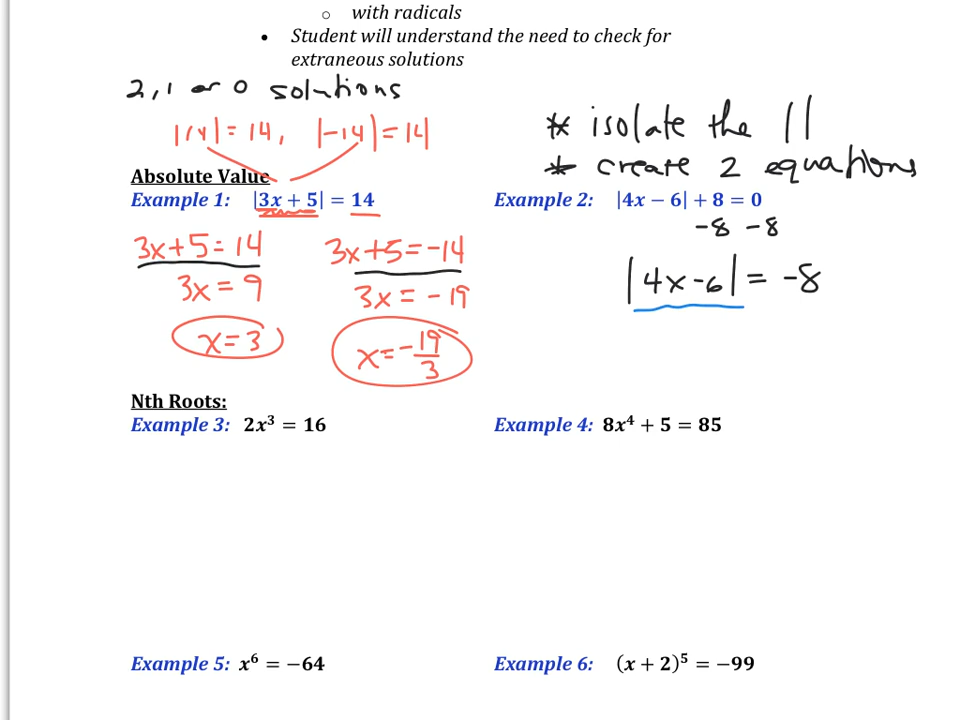 ○ with radicals
• Student will understand the need to check for
extraneous solutions
2, 1 or 0 solutions
|14| = 14, |-14| = 14
* isolate the ||
* create 2 equations
Absolute Value
Example 1: |3x + 5| = 14
3x+5 = 14 3x+5 = -14
3x = 9 3x = -19
x = 3 x = -19/3
Example 2: |4x − 6| + 8 = 0
-8 -8
|4x-6| = -8
Nth Roots:
Example 3: 2x³ = 16
Example 4: 8x⁴ + 5 = 85
Example 5: x⁶ = −64
Example 6: (x + 2)⁵ = −99